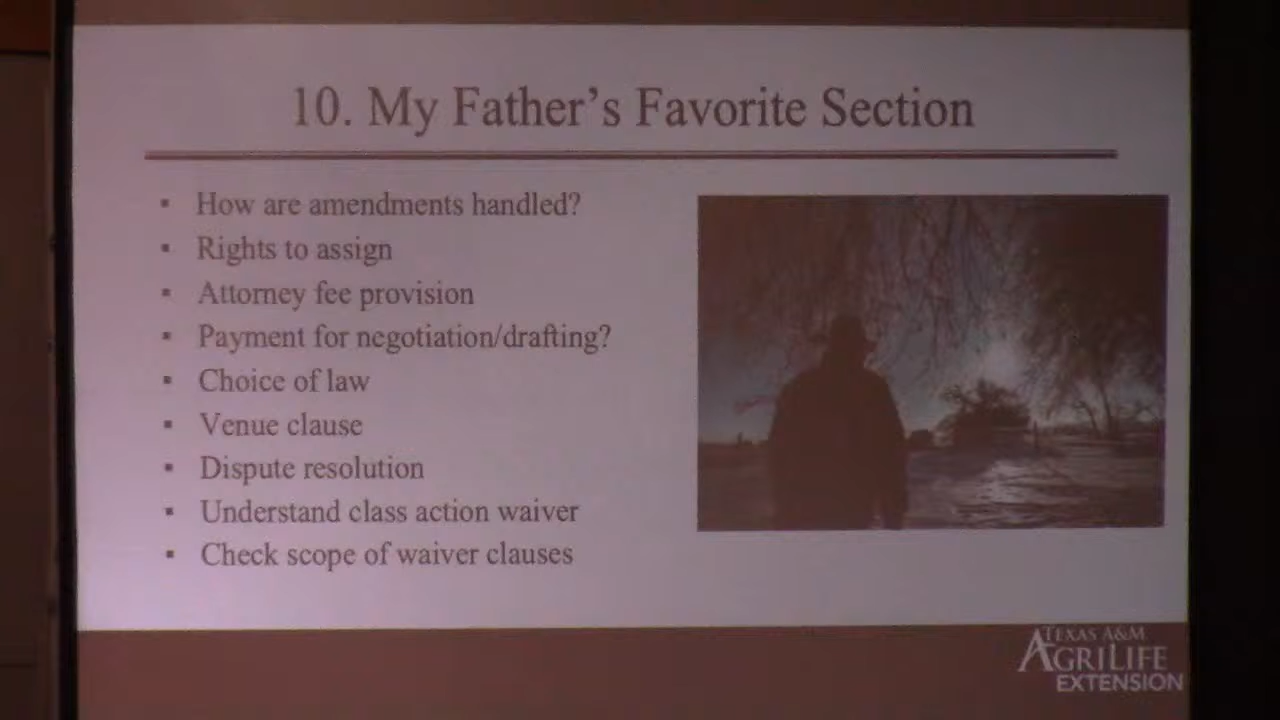 10. My Father's Favorite Section
▪ How are amendments handled?
▪ Rights to assign
▪ Attorney fee provision
▪ Payment for negotiation/drafting?
▪ Choice of law
▪ Venue clause
▪ Dispute resolution
▪ Understand class action waiver
▪ Check scope of waiver clauses
TEXAS A&M
AGRILIFE
EXTENSION